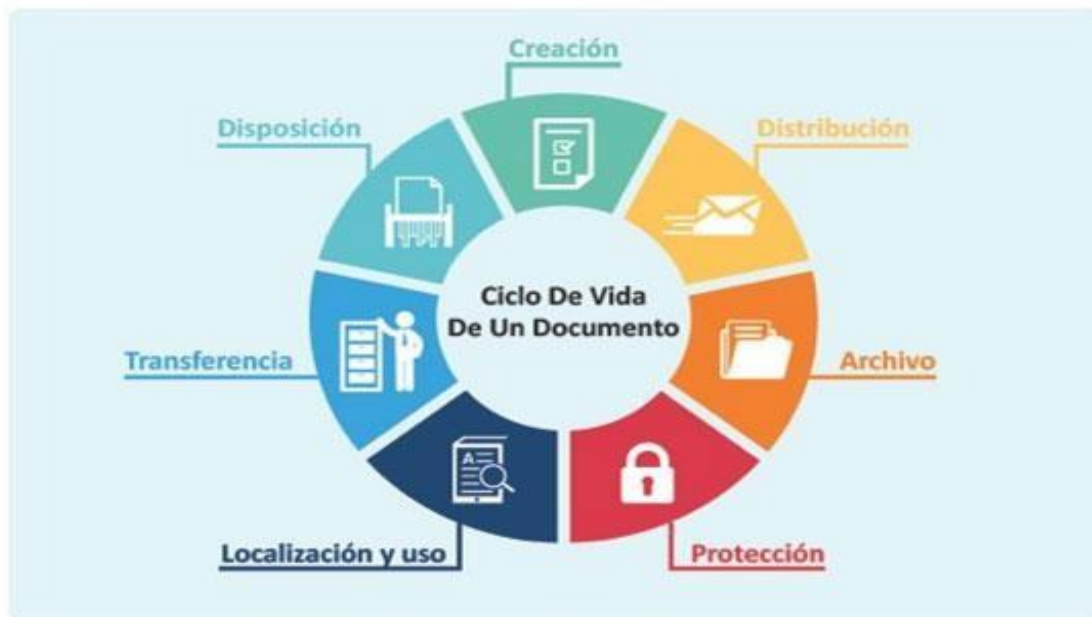 Creación
Disposición
Distribución
Ciclo De Vida
De Un Documento
Transferencia
Archivo
Localización y uso
Protección
A